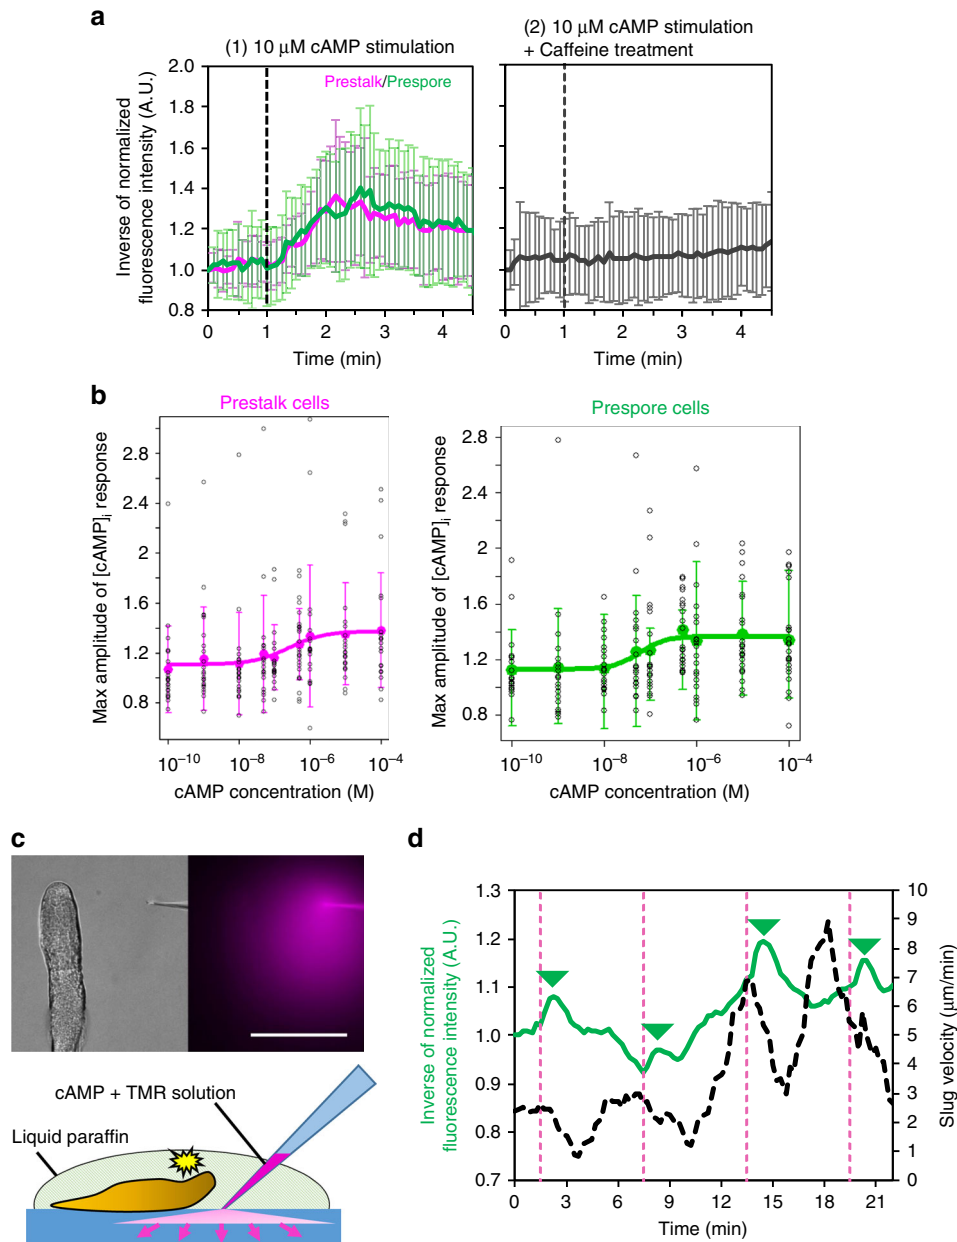 a
(1) 10 μM cAMP stimulation
(2) 10 μM cAMP stimulation
+ Caffeine treatment
Prestalk/Prespore
Inverse of normalized
fluorescence intensity (A.U.)
2.0
1.8
1.6
1.4
1.2
1.0
0.8
0 1 2 3 4
Time (min)
0 1 2 3 4
Time (min)
b
Prestalk cells
Max amplitude of [cAMP]i response
2.8
2.4
2
1.6
1.2
0.8
10−10 10−8 10−6 10−4
cAMP concentration (M)
Prespore cells
Max amplitude of [cAMP]i response
2.8
2.4
2
1.6
1.2
0.8
10−10 10−8 10−6 10−4
cAMP concentration (M)
c
cAMP + TMR solution
Liquid paraffin
d
Inverse of normalized
fluorescence intensity (A.U.)
1.3
1.2
1.1
1.0
0.9
0.8
0.7
10
9
8
7
6
5
4
3
2
1
0
Slug velocity (μm/min)
0 3 6 9 12 15 18 21
Time (min)